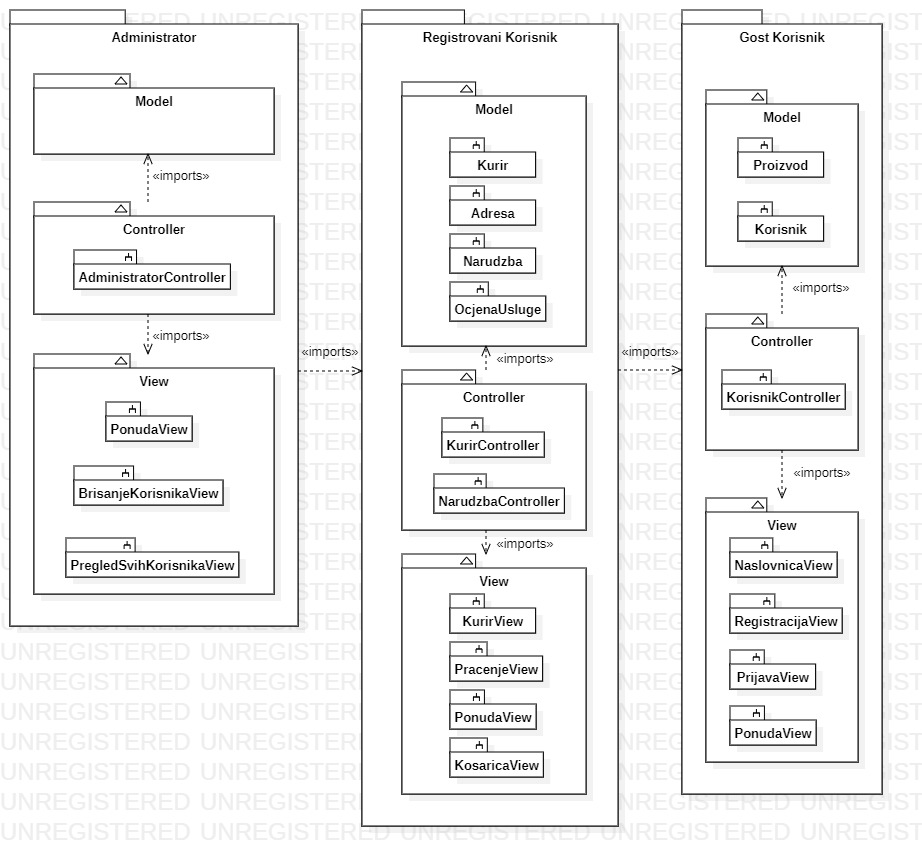 Administrator
Model
«imports»
Controller
AdministratorController
«imports»
View
PonudaView
BrisanjeKorisnikaView
PregledSvihKorisnikaView
«imports»
Registrovani Korisnik
Model
Kurir
Adresa
Narudzba
OcjenaUsluge
«imports»
Controller
KurirController
NarudzbaController
«imports»
View
KurirView
PracenjeView
PonudaView
KosaricaView
«imports»
Gost Korisnik
Model
Proizvod
Korisnik
«imports»
Controller
KorisnikController
«imports»
View
NaslovnicaView
RegistracijaView
PrijavaView
PonudaView
UNREGISTERED UNREGISTERED UNREGISTERED UNREGISTERED UNREGISTERED